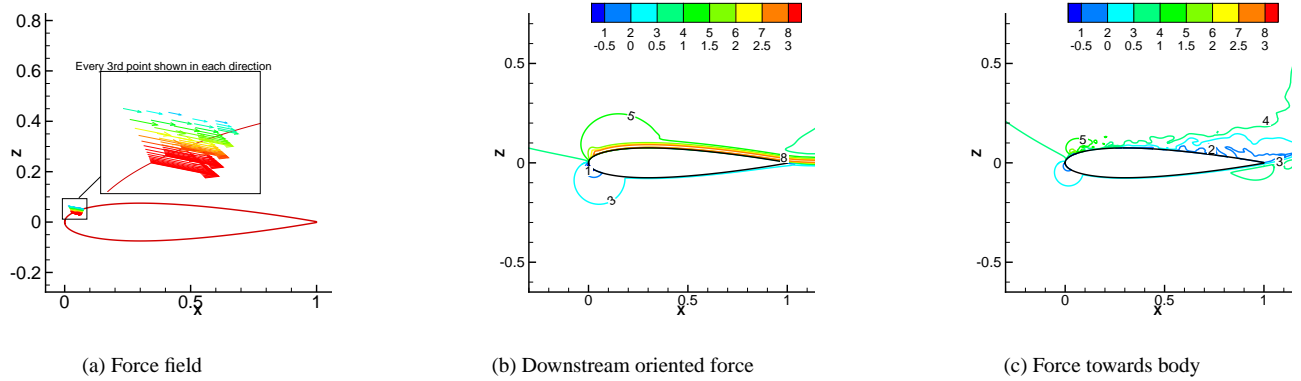 Every 3rd point shown in each direction
z
0.8
0.6
0.4
0.2
0
-0.2
0
0.5
1
x
(a) Force field
1 2 3 4 5 6 7 8
-0.5 0 0.5 1 1.5 2 2.5 3
z
0.5
0
-0.5
0
0.5
1
x
5
8
1
3
(b) Downstream oriented force
1 2 3 4 5 6 7 8
-0.5 0 0.5 1 1.5 2 2.5 3
z
0.5
0
-0.5
0
0.5
1
x
4
5
2
3
(c) Force towards body